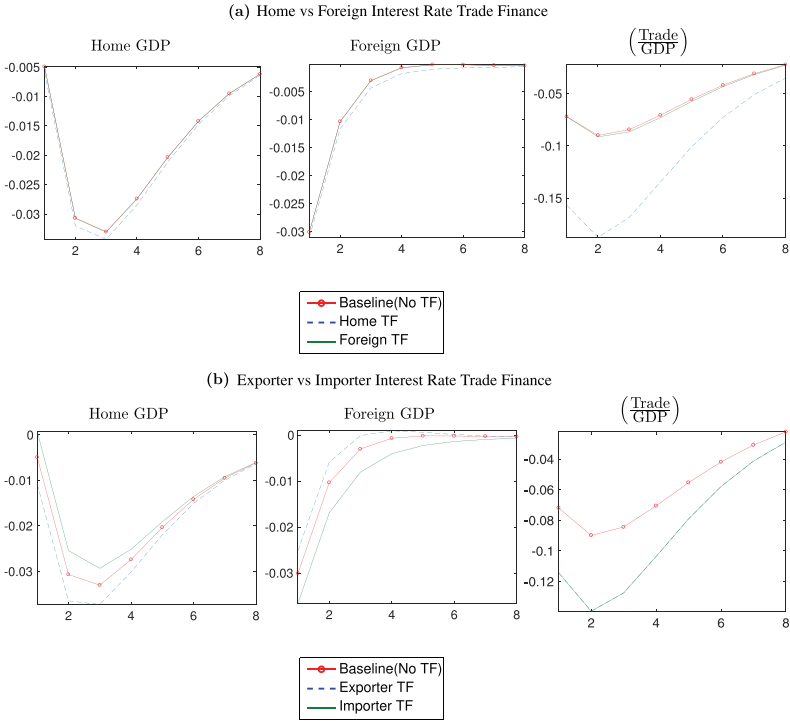 (a) Home vs Foreign Interest Rate Trade Finance
Home GDP
-0.005
-0.01
-0.015
-0.02
-0.025
-0.03
2 4 6 8
Foreign GDP
-0.005
-0.01
-0.015
-0.02
-0.025
-0.03
2 4 6 8
(Trade
GDP)
-0.05
-0.1
-0.15
2 4 6 8
Baseline(No TF)
Home TF
Foreign TF
(b) Exporter vs Importer Interest Rate Trade Finance
Home GDP
0
-0.01
-0.02
-0.03
2 4 6 8
Foreign GDP
0
-0.01
-0.02
-0.03
2 4 6 8
(Trade
GDP)
-0.04
-0.06
-0.08
-0.1
-0.12
2 4 6 8
Baseline(No TF)
Exporter TF
Importer TF